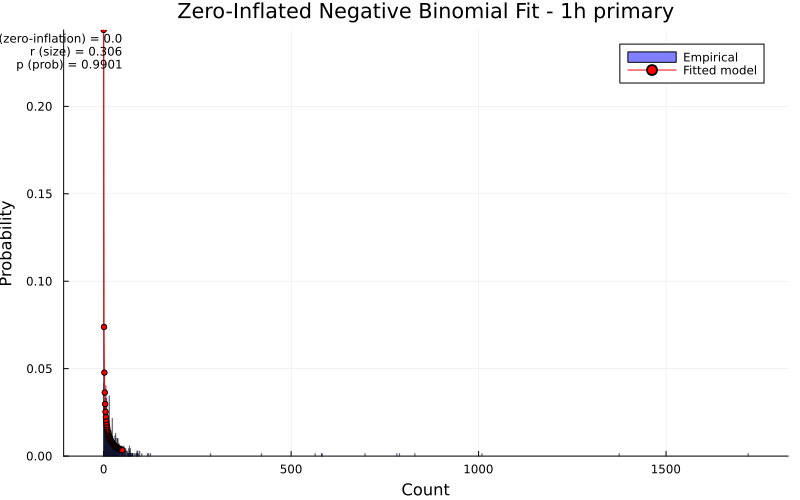 Zero-Inflated Negative Binomial Fit - 1h primary
(zero-inflation) = 0.0
r (size) = 0.306
p (prob) = 0.9901
Empirical
Fitted model
0.20
0.15
0.10
0.05
0.00
Probability
0 500 1000 1500
Count